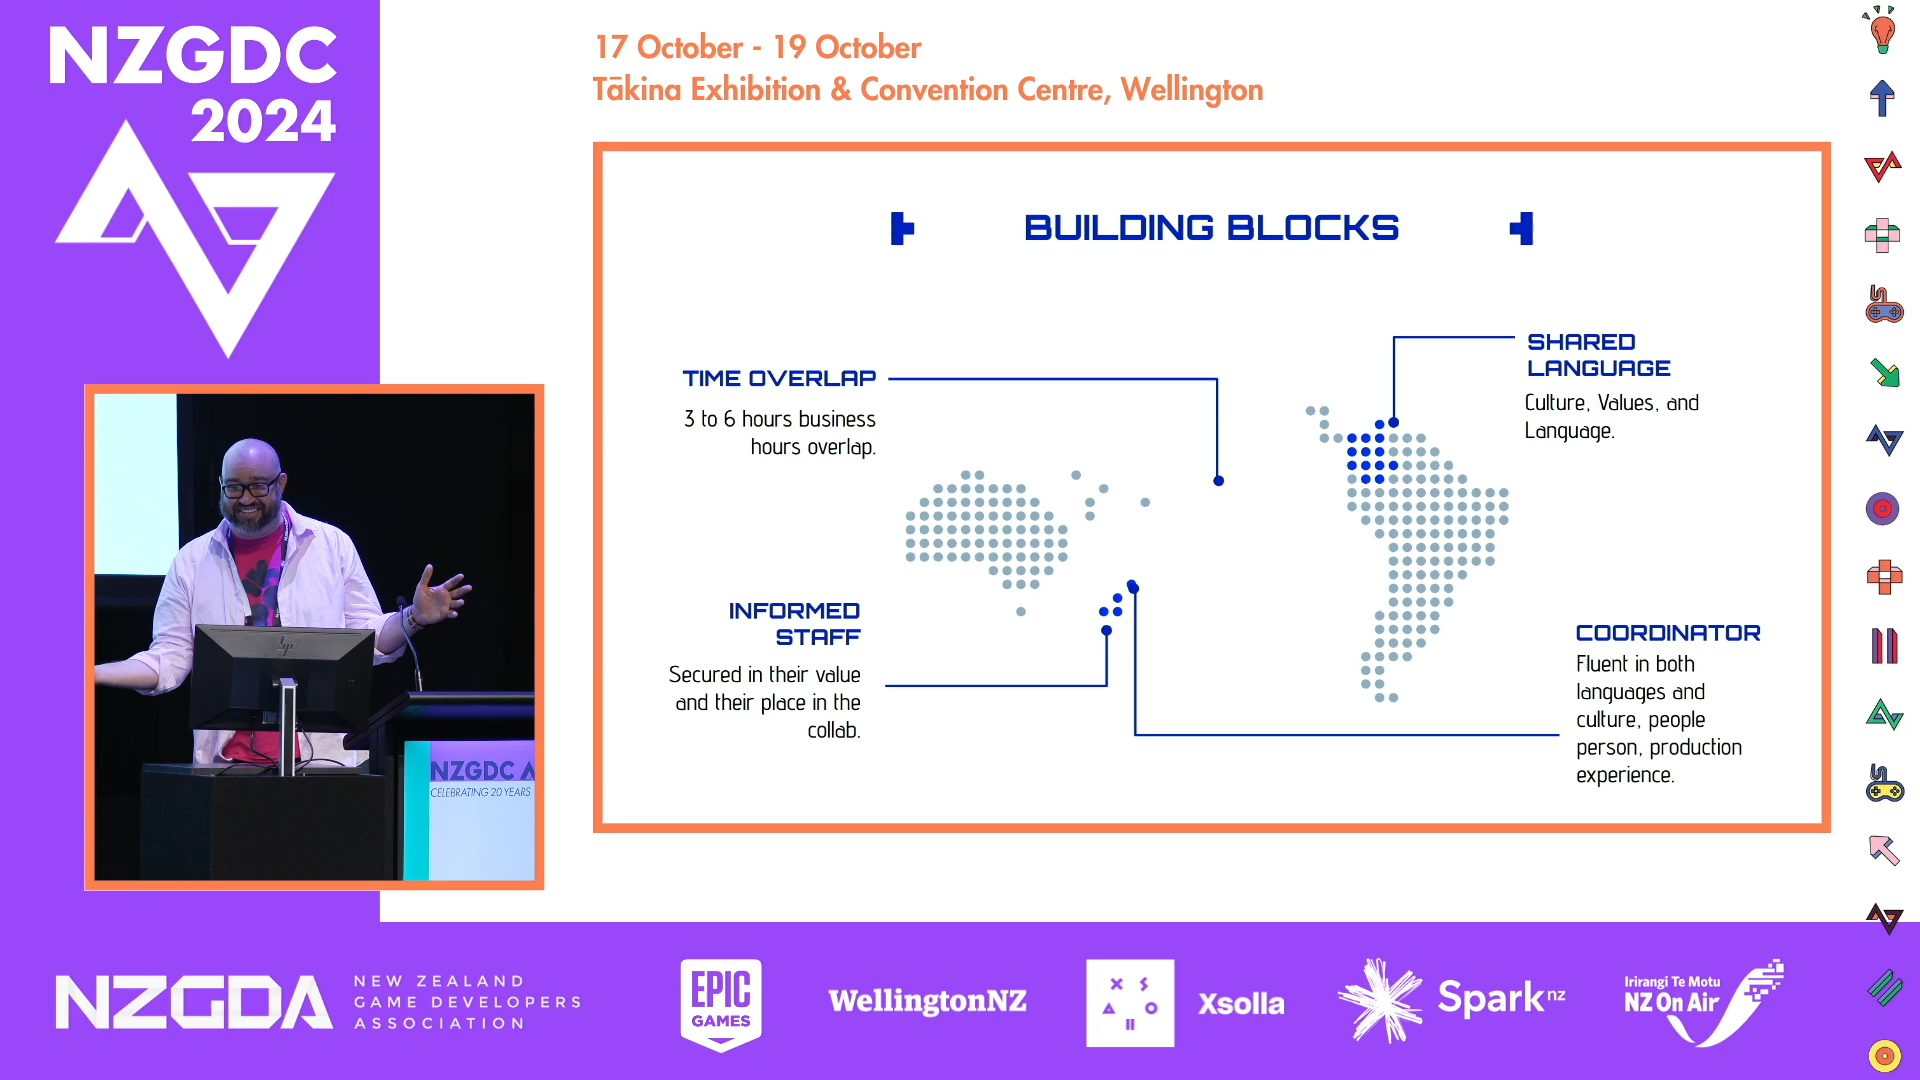 NZGDC
2024
17 October - 19 October
Tākina Exhibition & Convention Centre, Wellington
BUILDING BLOCKS
TIME OVERLAP
3 to 6 hours business
hours overlap.
SHARED
LANGUAGE
Culture, Values, and
Language.
INFORMED
STAFF
Secured in their value
and their place in the
collab.
COORDINATOR
Fluent in both
languages and
culture, people
person, production
experience.
hp
NZGDC
CELEBRATING 20 YEARS
NZGDA
NEW ZEALAND
GAME DEVELOPERS
ASSOCIATION
EPIC
GAMES
WellingtonNZ
Xsolla
Spark nz
Irirangi Te Motu
NZ On Air